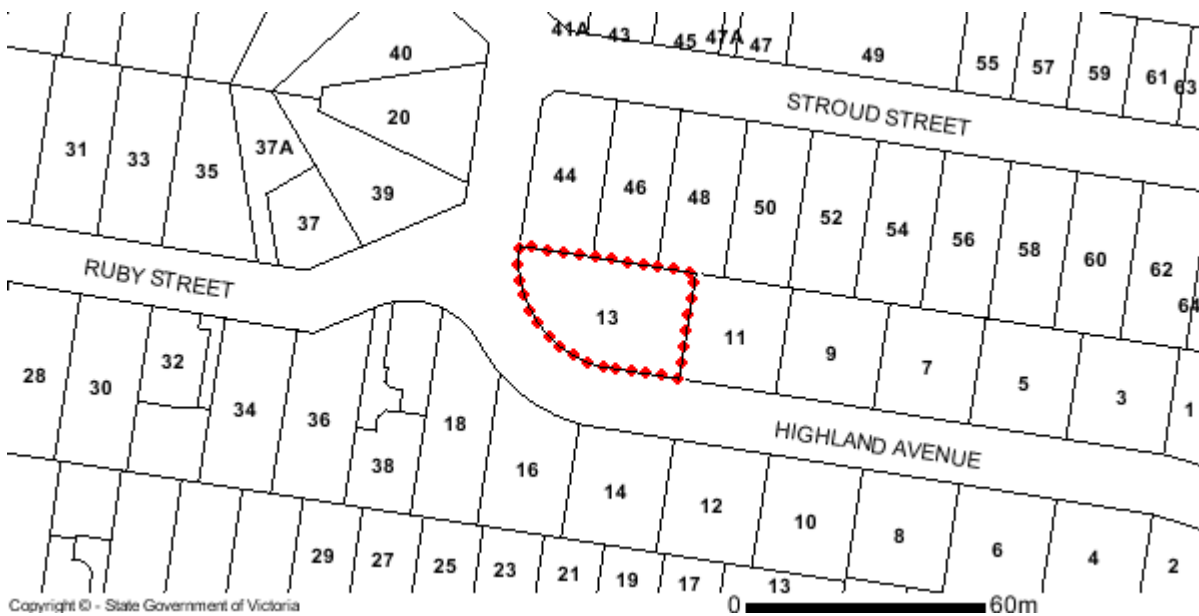 41A 43 45 47A 47 49 55 57 59 61 63
40
20
STROUD STREET
31 33 35 37A 39 37
44 46 48 50 52 54 56 58 60 62 64
RUBY STREET
13 11 9 7 5 3 1
28 30 32 34 36 38 18 16 14 12 10 8 6 4 2
HIGHLAND AVENUE
29 27 25 23 21 19 17 13
Copyright © - State Government of Victoria
0 60m